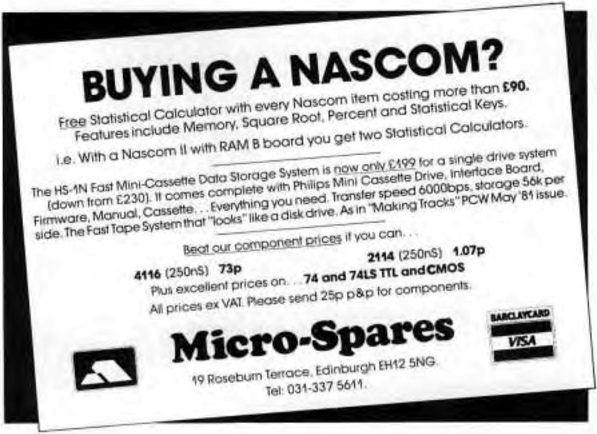 BUYING A NASCOM?
Free Statistical Calculator with every Nascom item costing more than £90.
Features include Memory, Square Root, Percent and Statistical Keys.
i.e. With a Nascom II with RAM B board you get two Statistical Calculators.
The HS-1N Fast Mini-Cassette Data Storage System is now only £199 for a single drive system
(down from £230). It comes complete with Philips Mini Cassette Drive, Interface Board,
Firmware, Manual, Cassette... Everything you need. Transfer speed 6000bps, storage 56k per
side. The Fast Tape System that "looks" like a disk drive. As in "Making Tracks" PCW May '81 issue.
Beat our component prices if you can...
4116 (250nS) 73p 2114 (250nS) 1.07p
Plus excellent prices on... 74 and 74LS TTL and CMOS
All prices ex VAT. Please send 25p p&p for components.
Micro-Spares
19 Roseburn Terrace, Edinburgh EH12 5NG.
Tel: 031-337 5611.
BARCLAYCARD
VISA